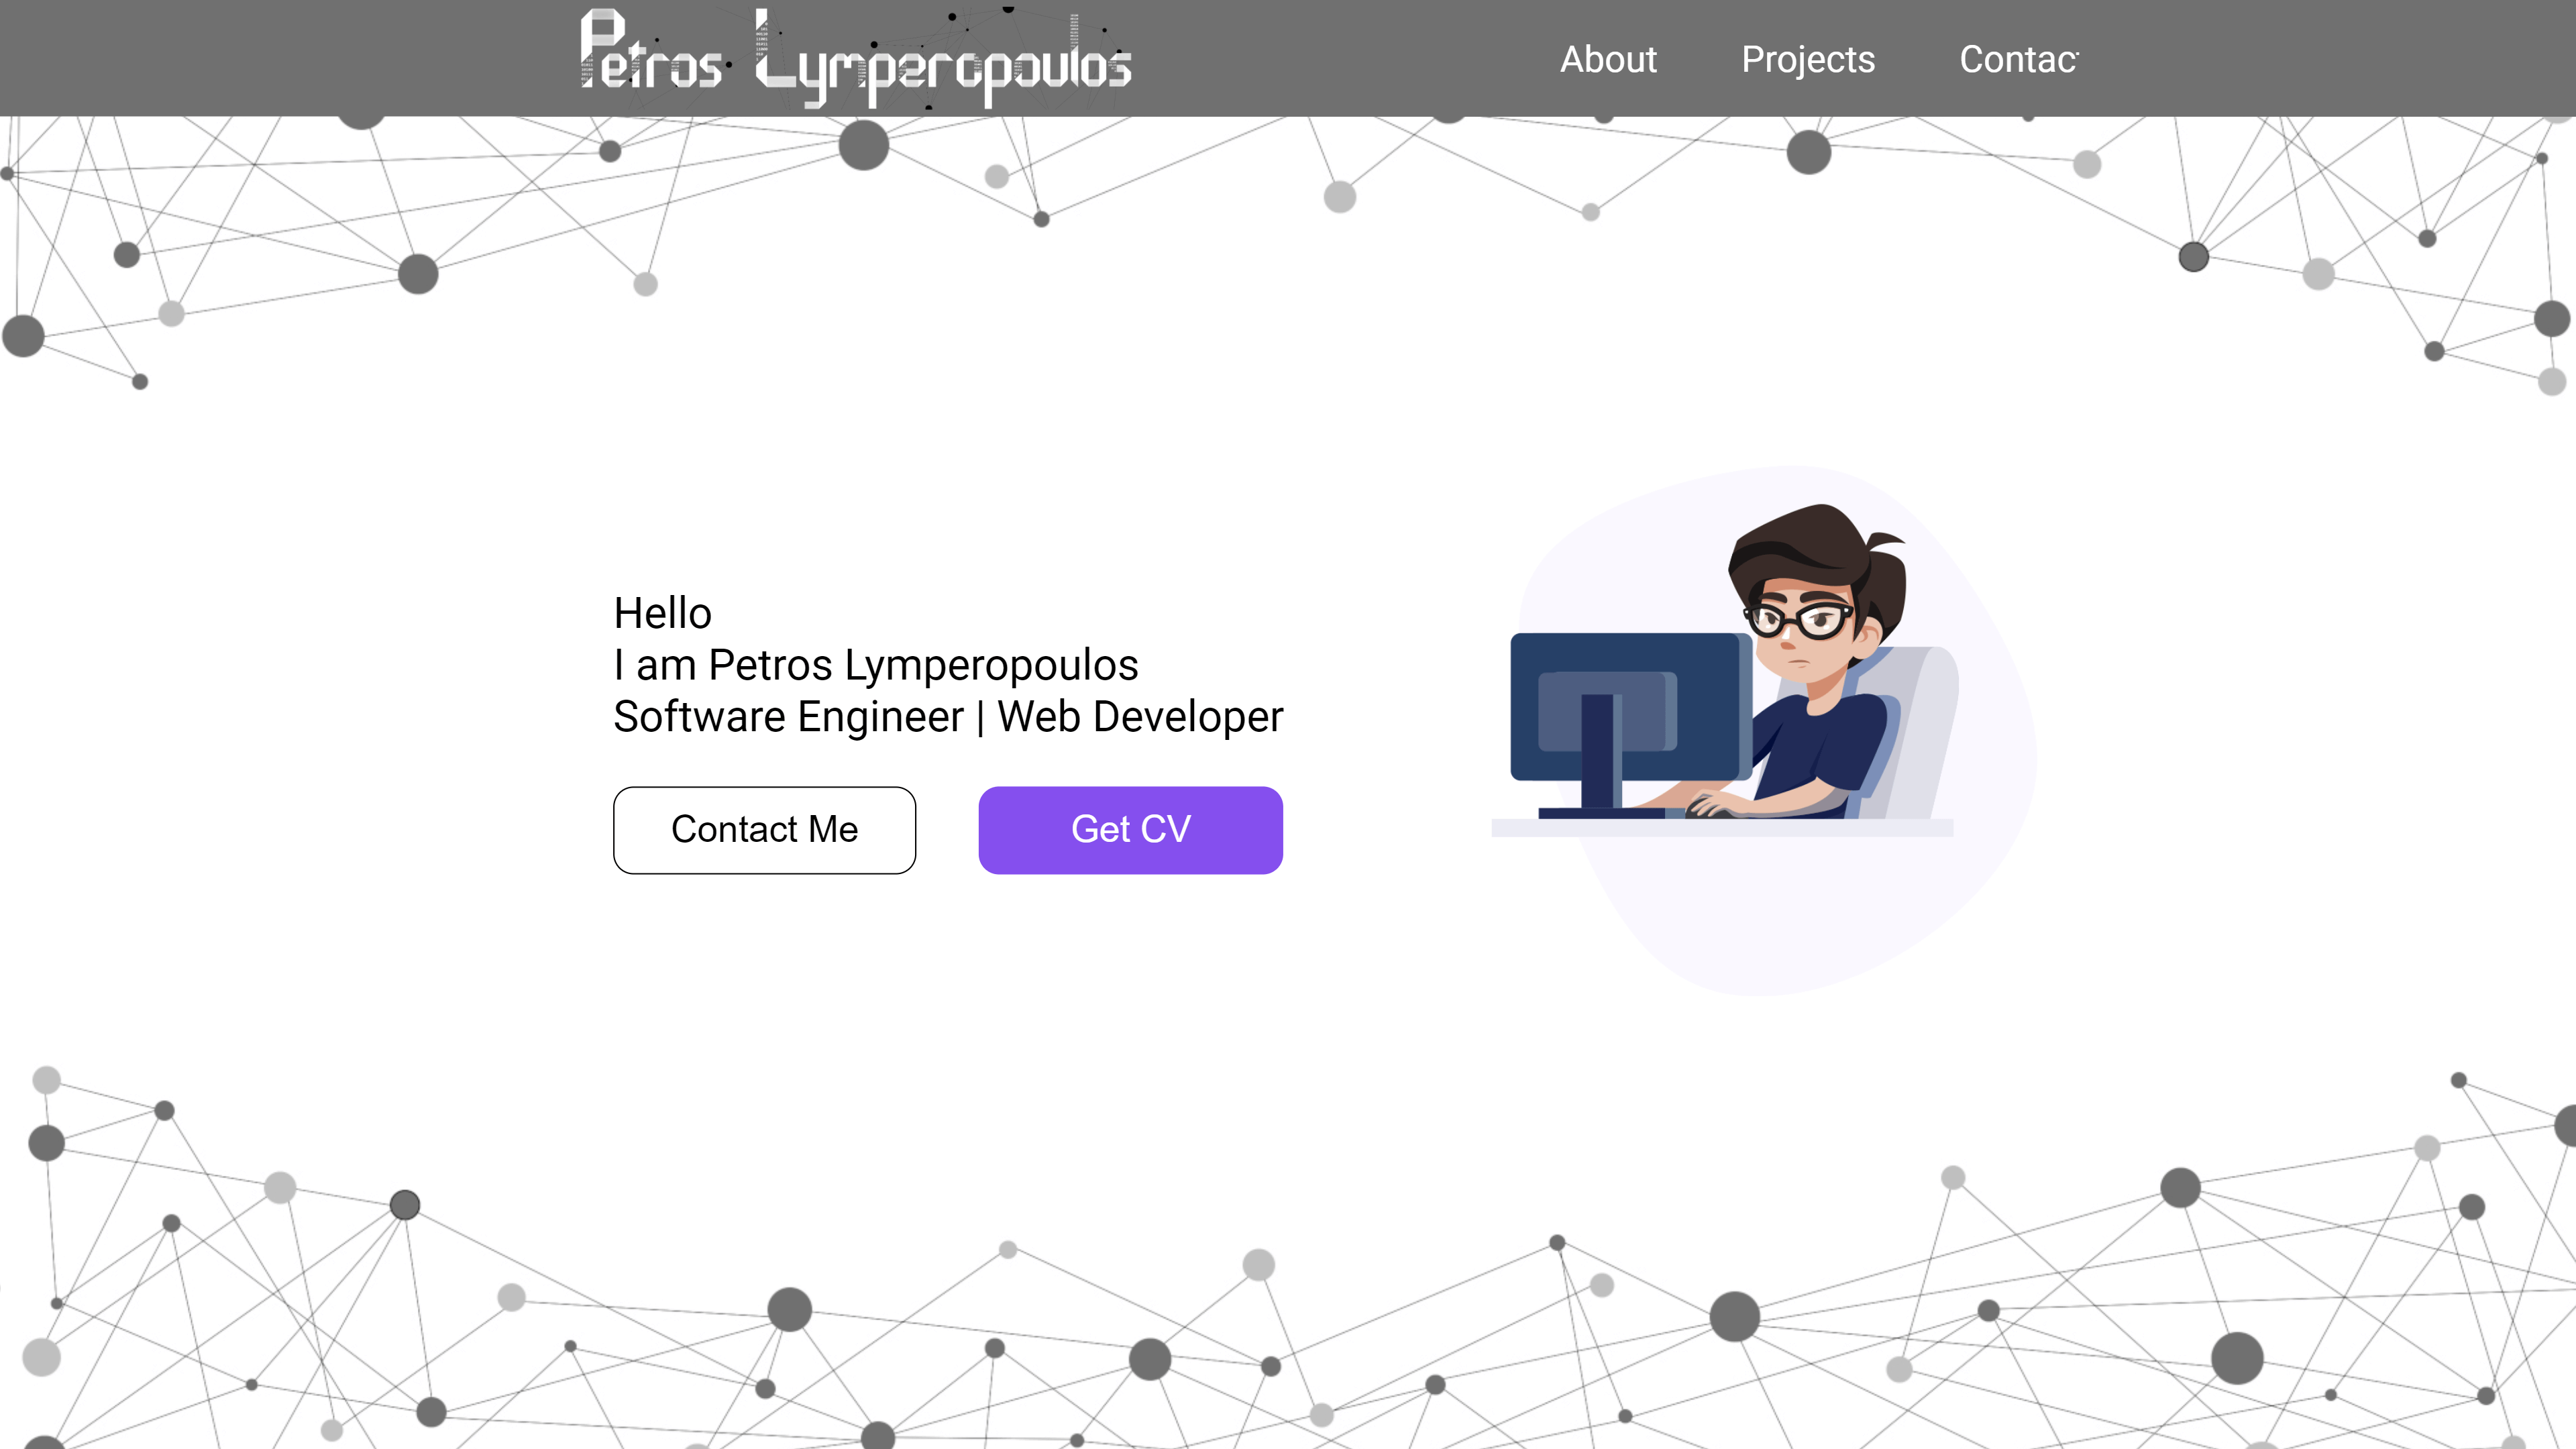 Petros Lymperopoulos
About Projects Contac
Hello
I am Petros Lymperopoulos
Software Engineer | Web Developer
Contact Me Get CV